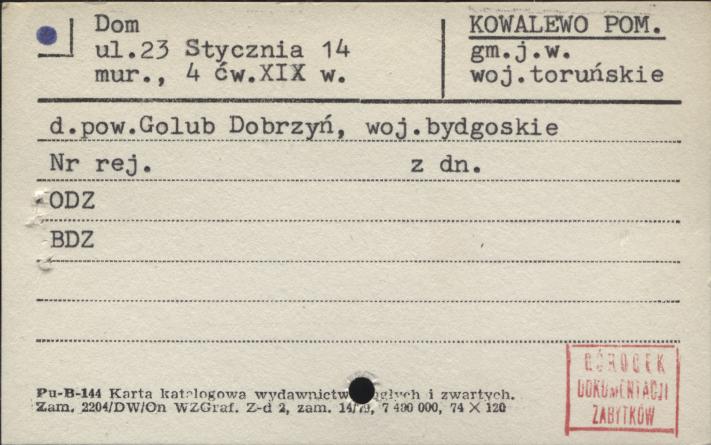 Dom
ul.23 Stycznia 14
mur., 4 ćw.XIX w.
KOWALEWO POM.
gm.j.w.
woj.toruńskie
d.pow.Golub Dobrzyń, woj.bydgoskie
Nr rej. z dn.
ODZ
BDZ
Pu-B-144 Karta katalogowa wydawnictw i zwartych.
Zam. 2204/DW/On WZGraf. Z-d 2, zam. 14/79, 7 400 000, 74 × 120
OŚRODEK
DOKUMENTACJI
ZABYTKÓW